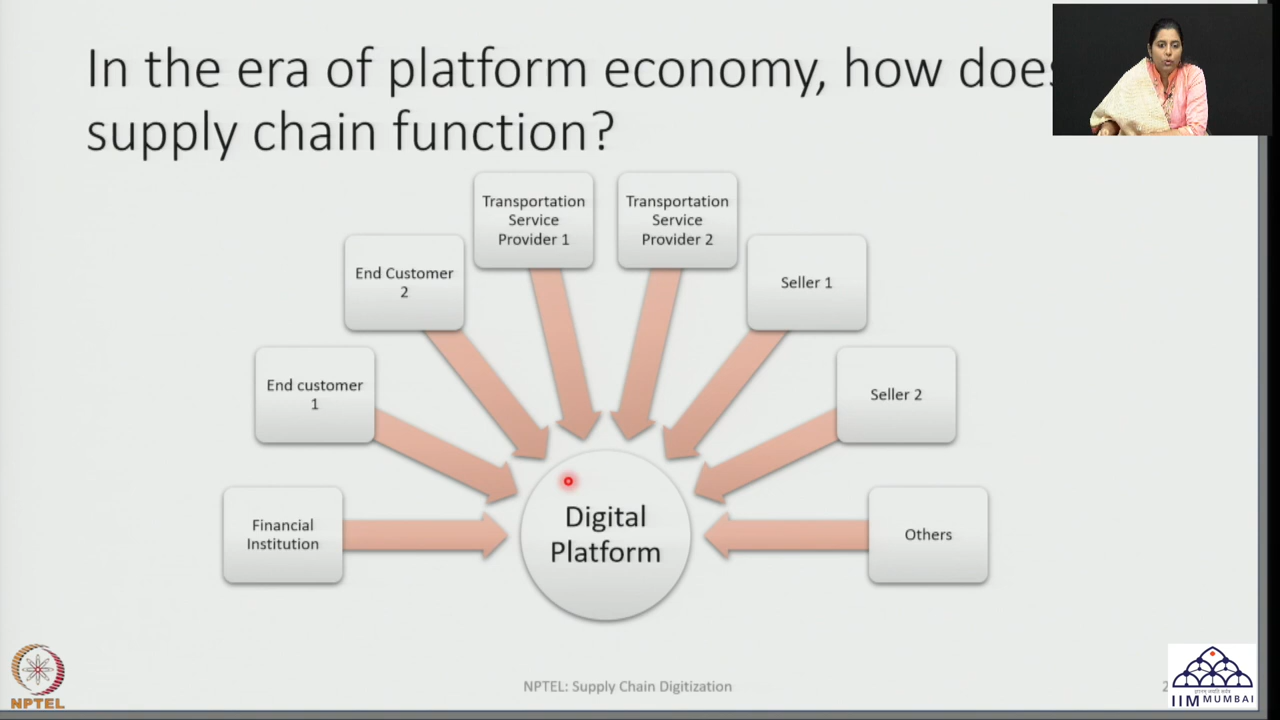 In the era of platform economy, how does
supply chain function?
Transportation
Service
Provider 1
Transportation
Service
Provider 2
End Customer
2
Seller 1
End customer
1
Seller 2
Financial
Institution
Digital
Platform
Others
NPTEL
NPTEL: Supply Chain Digitization
2
IIM MUMBAI